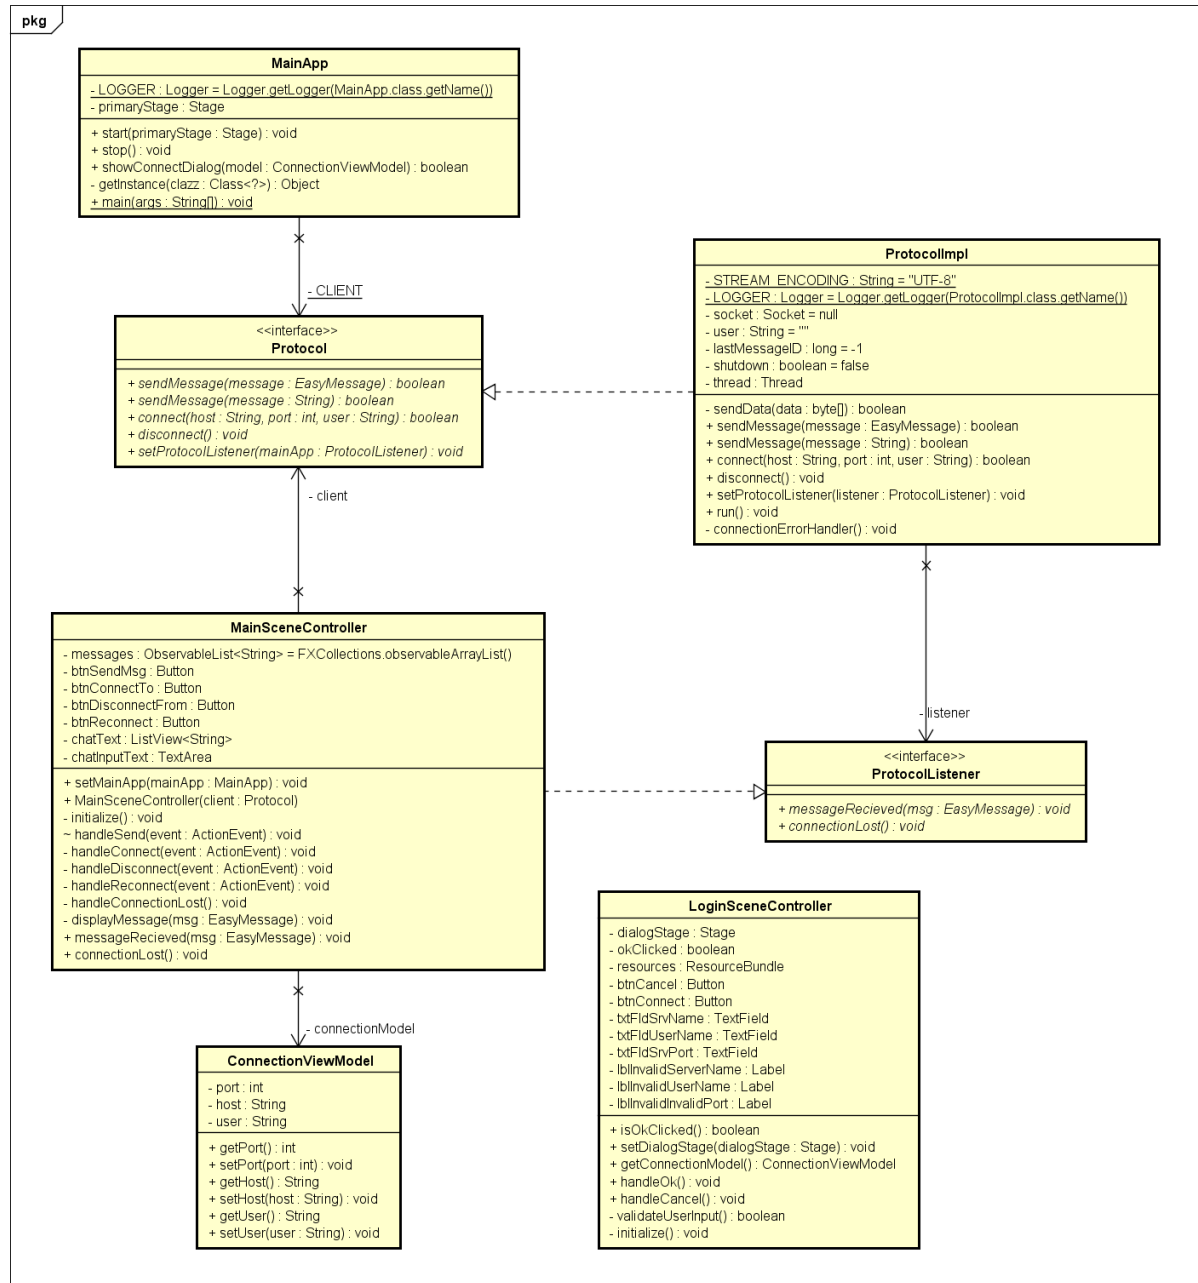 pkg
MainApp
- LOGGER : Logger = Logger.getLogger(MainApp.class.getName())
- primaryStage : Stage
+ start(primaryStage : Stage) : void
+ stop() : void
+ showConnectDialog(model : ConnectionViewModel) : boolean
- getInstance(clazz : Class<?>) : Object
+ main(args : String[]) : void
- CLIENT
<<interface>>
Protocol
+ sendMessage(message : EasyMessage) : boolean
+ sendMessage(message : String) : boolean
+ connect(host : String, port : int, user : String) : boolean
+ disconnect() : void
+ setProtocolListener(mainApp : ProtocolListener) : void
ProtocolImpl
- STREAM_ENCODING : String = "UTF-8"
- LOGGER : Logger = Logger.getLogger(ProtocolImpl.class.getName())
- socket : Socket = null
- user : String = ""
- lastMessageID : long = -1
- shutdown : boolean = false
- thread : Thread
- sendData(data : byte[]) : boolean
+ sendMessage(message : EasyMessage) : boolean
+ sendMessage(message : String) : boolean
+ connect(host : String, port : int, user : String) : boolean
+ disconnect() : void
+ setProtocolListener(listener : ProtocolListener) : void
+ run() : void
- connectionErrorHandler() : void
- client
MainSceneController
- messages : ObservableList<String> = FXCollections.observableArrayList()
- btnSendMsg : Button
- btnConnectTo : Button
- btnDisconnectFrom : Button
- btnReconnect : Button
- chatText : ListView<String>
- chatInputText : TextArea
+ setMainApp(mainApp : MainApp) : void
+ MainSceneController(client : Protocol)
- initialize() : void
~ handleSend(event : ActionEvent) : void
- handleConnect(event : ActionEvent) : void
- handleDisconnect(event : ActionEvent) : void
- handleReconnect(event : ActionEvent) : void
- handleConnectionLost() : void
- displayMessage(msg : EasyMessage) : void
+ messageRecieved(msg : EasyMessage) : void
+ connectionLost() : void
- listener
<<interface>>
ProtocolListener
+ messageRecieved(msg : EasyMessage) : void
+ connectionLost() : void
- connectionModel
ConnectionViewModel
- port : int
- host : String
- user : String
+ getPort() : int
+ setPort(port : int) : void
+ getHost() : String
+ setHost(host : String) : void
+ getUser() : String
+ setUser(user : String) : void
LoginSceneController
- dialogStage : Stage
- okClicked : boolean
- resources : ResourceBundle
- btnCancel : Button
- btnConnect : Button
- txtFldSrvName : TextField
- txtFldUserName : TextField
- txtFldSrvPort : TextField
- lblInvalidServerName : Label
- lblInvalidUserName : Label
- lblInvalidInvalidPort : Label
+ isOkClicked() : boolean
+ setDialogStage(dialogStage : Stage) : void
+ getConnectionModel() : ConnectionViewModel
+ handleOk() : void
+ handleCancel() : void
- validateUserInput() : boolean
- initialize() : void